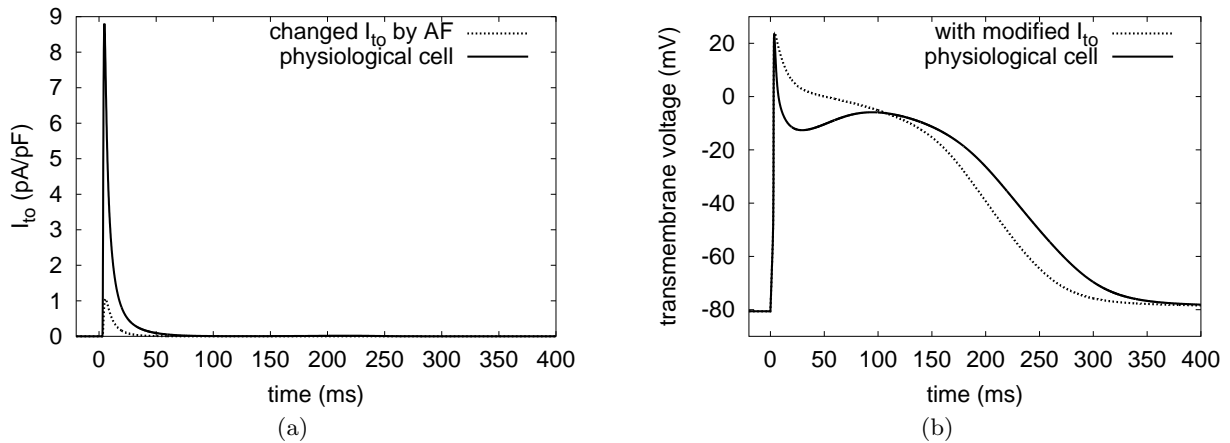 changed I_to by AF
physiological cell
9
8
7
6
5
4
3
2
1
0
I_to (pA/pF)
0 50 100 150 200 250 300 350 400
time (ms)
(a)
with modified I_to
physiological cell
20
0
-20
-40
-60
-80
transmembrane voltage (mV)
0 50 100 150 200 250 300 350 400
time (ms)
(b)